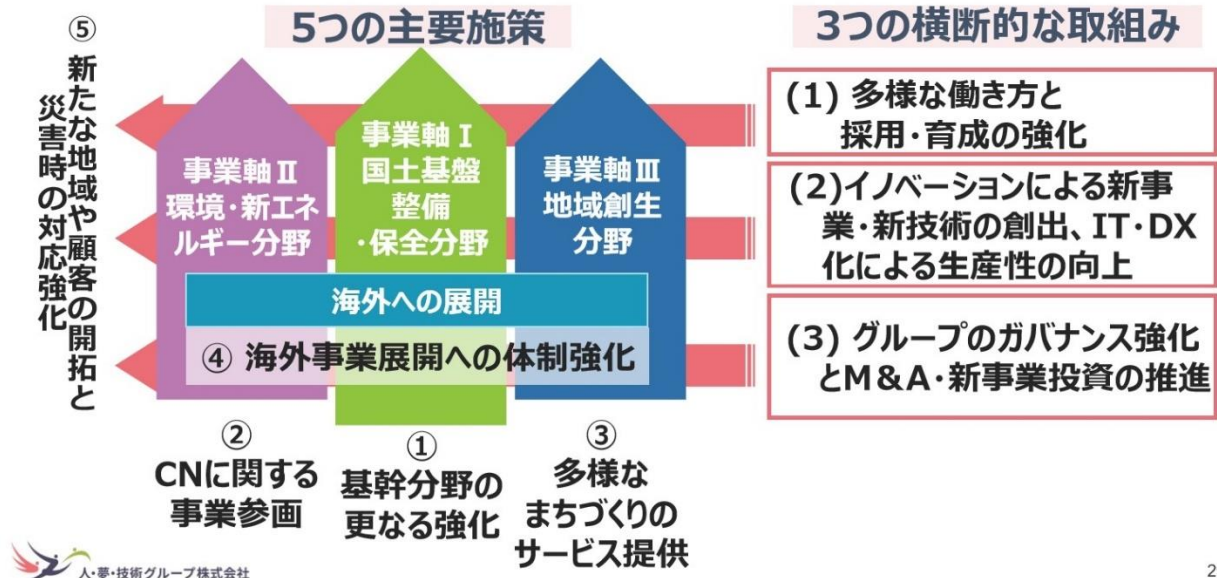 5つの主要施策
3つの横断的な取組み
⑤
新たな地域や顧客の開拓と
災害時の対応強化
事業軸Ⅱ
環境・新エネ
ルギー分野
事業軸Ⅰ
国土基盤
整備
・保全分野
事業軸Ⅲ
地域創生
分野
海外への展開
④ 海外事業展開への体制強化
②
CNに関する
事業参画
①
基幹分野の
更なる強化
③
多様な
まちづくりの
サービス提供
(1) 多様な働き方と
採用・育成の強化
(2)イノベーションによる新事
業・新技術の創出、IT・DX
化による生産性の向上
(3) グループのガバナンス強化
とM&A・新事業投資の推進
人・夢・技術グループ株式会社
2